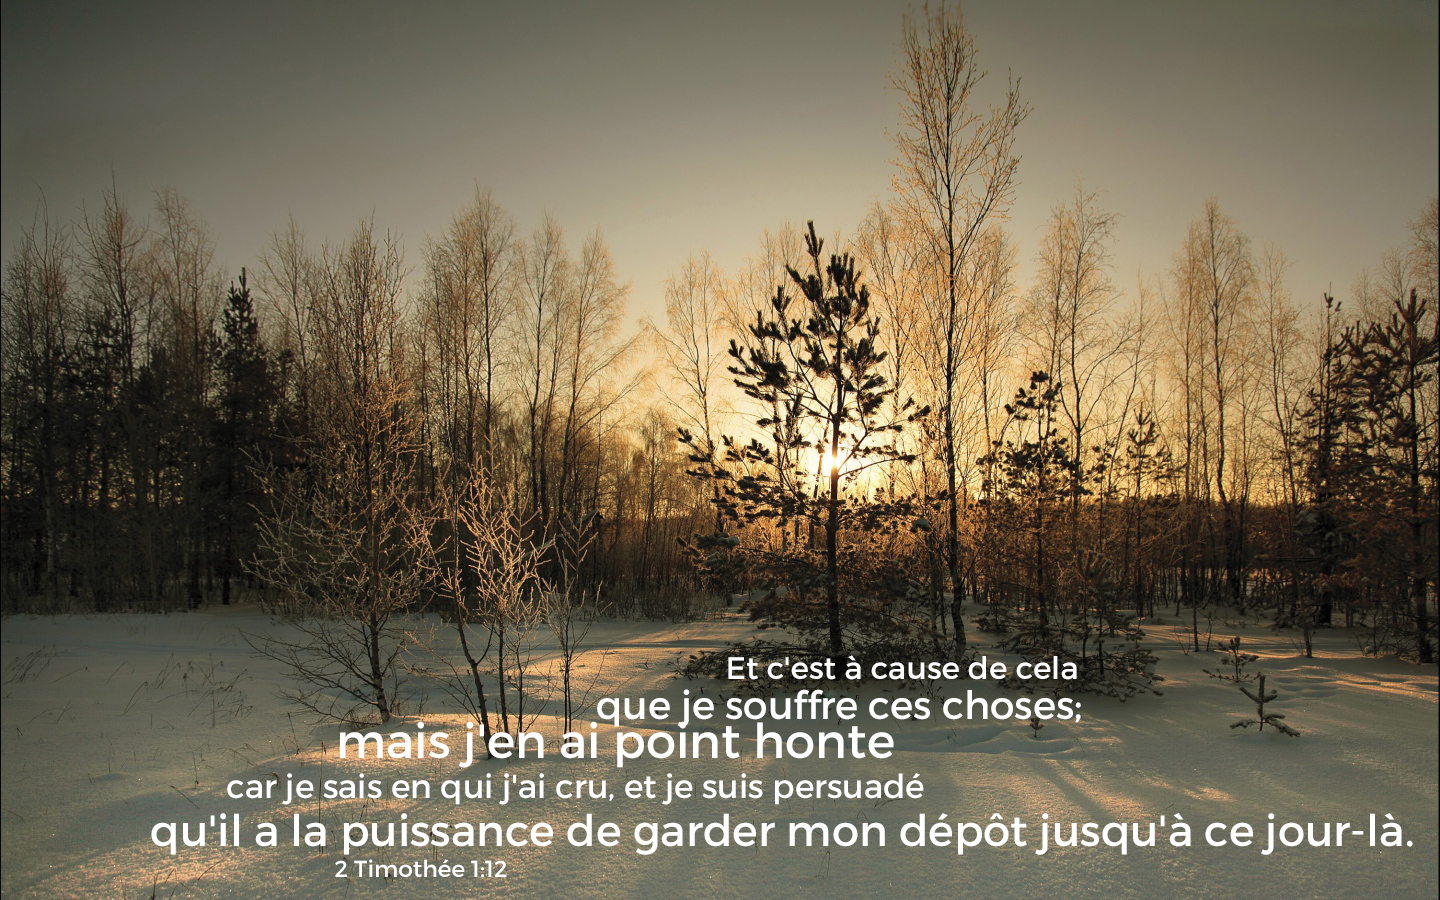 Et c'est à cause de cela
que je souffre ces choses;
mais j'en ai point honte
car je sais en qui j'ai cru, et je suis persuadé
qu'il a la puissance de garder mon dépôt jusqu'à ce jour-là.
2 Timothée 1:12